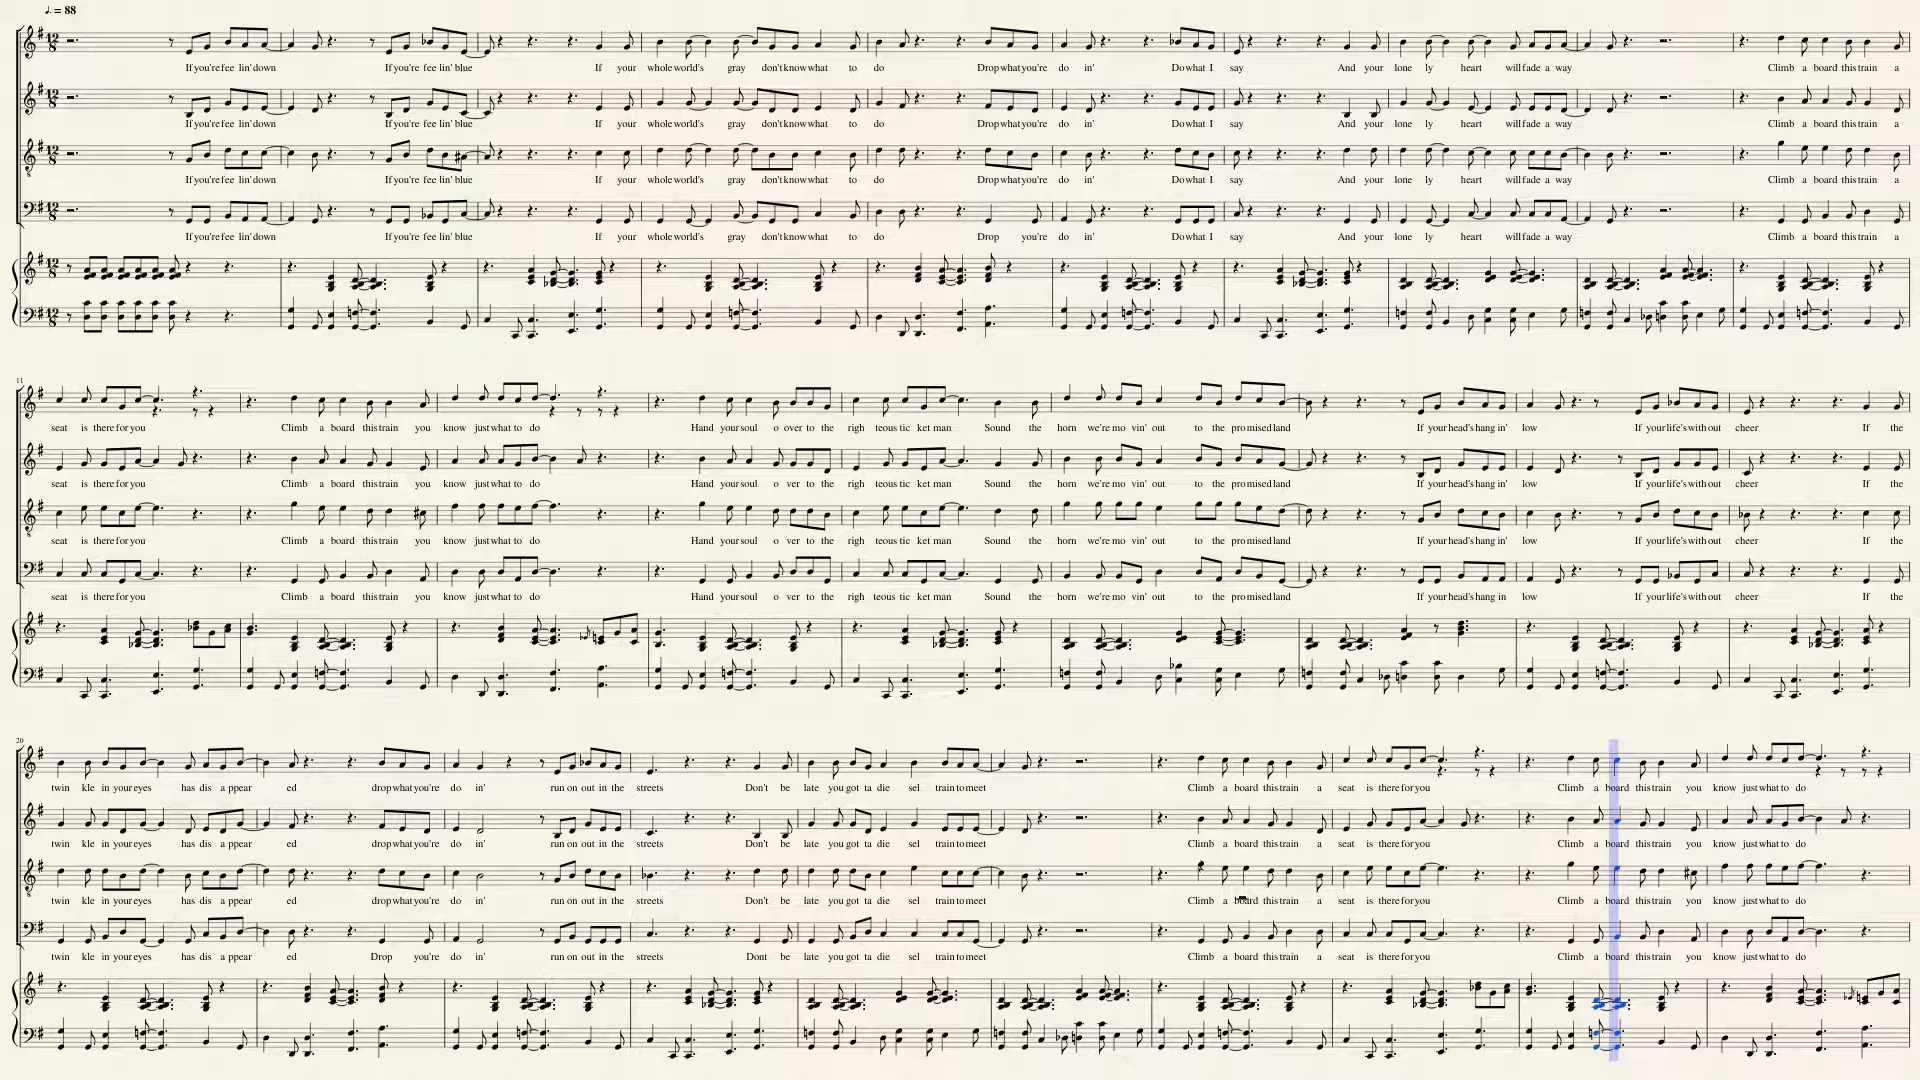 ♩. = 88
If you're fee lin' down If you're fee lin' blue If your whole world's gray don't know what to do Drop what you're do in' Do what I say And your lone ly heart will fade a way Climb a board this train a
If you're fee lin' down If you're fee lin' blue If your whole world's gray don't know what to do Drop what you're do in' Do what I say And your lone ly heart will fade a way Climb a board this train a
If you're fee lin' down If you're fee lin' blue If your whole world's gray don't know what to do Drop what you're do in' Do what I say And your lone ly heart will fade a way Climb a board this train a
If you're fee lin' down If you're fee lin' blue If your whole world's gray don't know what to do Drop you're do in' Do what I say And your lone ly heart will fade a way Climb a board this train a
11
seat is there for you Climb a board this train you know just what to do Hand your soul o over to the righ teous tic ket man Sound the horn we're mo vin' out to the pro mised land If your head's hang in' low If your life's with out cheer If the
seat is there for you Climb a board this train you know just what to do Hand your soul o ver to the righ teous tic ket man Sound the horn we're mo vin' out to the pro mised land If your head's hang in' low If your life's with out cheer If the
seat is there for you Climb a board this train you know just what to do Hand your soul o ver to the righ teous tic ket man Sound the horn we're mo vin' out to the pro mised land If your head's hang in' low If your life's with out cheer If the
seat is there for you Climb a board this train you know just what to do Hand your soul o ver to the righ teous tic ket man Sound the horn we're mo vin' out to the pro mised land If your head's hang in low If your life's with out cheer If the
20
twin kle in your eyes has dis a ppear ed drop what you're do in' run on out in the streets Don't be late you got ta die sel train to meet Climb a board this train a seat is there for you Climb a board this train you know just what to do
twin kle in your eyes has dis a ppear ed drop what you're do in' run on out in the streets Don't be late you got ta die sel train to meet Climb a board this train a seat is there for you Climb a board this train you know just what to do
twin kle in your eyes has dis a ppear ed drop what you're do in' run on out in the streets Don't be late you got ta die sel train to meet Climb a board this train a seat is there for you Climb a board this train you know just what to do
twin kle in your eyes has dis a ppear ed Drop you're do in' run on out in the streets Dont be late you got ta die sel train to meet Climb a board this train a seat is there for you Climb a board this train you know just what to do